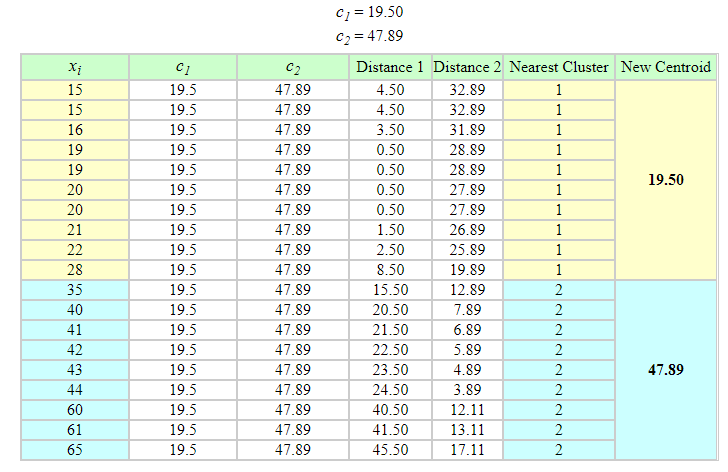 c1 = 19.50
c2 = 47.89
xi c1 c2 Distance 1 Distance 2 Nearest Cluster New Centroid
15 19.5 47.89 4.50 32.89 1
15 19.5 47.89 4.50 32.89 1
16 19.5 47.89 3.50 31.89 1
19 19.5 47.89 0.50 28.89 1
19 19.5 47.89 0.50 28.89 1
20 19.5 47.89 0.50 27.89 1
19.50
20 19.5 47.89 0.50 27.89 1
21 19.5 47.89 1.50 26.89 1
22 19.5 47.89 2.50 25.89 1
28 19.5 47.89 8.50 19.89 1
35 19.5 47.89 15.50 12.89 2
40 19.5 47.89 20.50 7.89 2
41 19.5 47.89 21.50 6.89 2
42 19.5 47.89 22.50 5.89 2
43 19.5 47.89 23.50 4.89 2 47.89
44 19.5 47.89 24.50 3.89 2
60 19.5 47.89 40.50 12.11 2
61 19.5 47.89 41.50 13.11 2
65 19.5 47.89 45.50 17.11 2